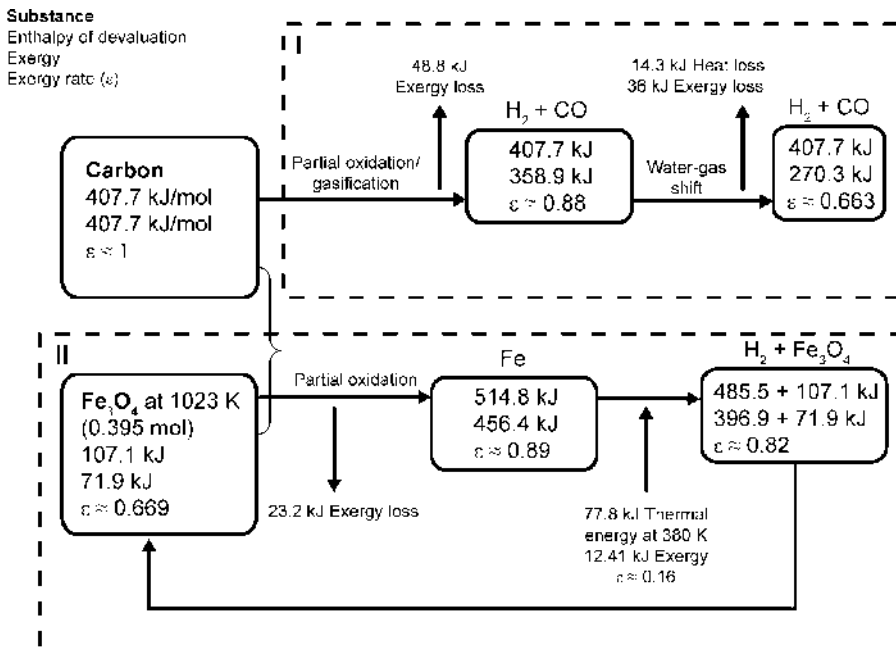 Substance
Enthalpy of devaluation
Exergy
Exergy rate (ε)
I
48.8 kJ
Exergy loss
14.3 kJ Heat loss
36 kJ Exergy loss
H₂ + CO
H₂ + CO
Carbon
407.7 kJ/mol
407.7 kJ/mol
ε ≈ 1
Partial oxidation/
gasification
407.7 kJ
358.9 kJ
ε ≈ 0.88
Water-gas
shift
407.7 kJ
270.3 kJ
ε ≈ 0.663
II
Fe₃O₄ at 1023 K
(0.395 mol)
107.1 kJ
71.9 kJ
ε ≈ 0.669
Partial oxidation
23.2 kJ Exergy loss
Fe
514.8 kJ
456.4 kJ
ε ≈ 0.89
77.8 kJ Thermal
energy at 380 K
12.41 kJ Exergy
ε ≈ 0.16
H₂ + Fe₃O₄
485.5 + 107.1 kJ
396.9 + 71.9 kJ
ε ≈ 0.82